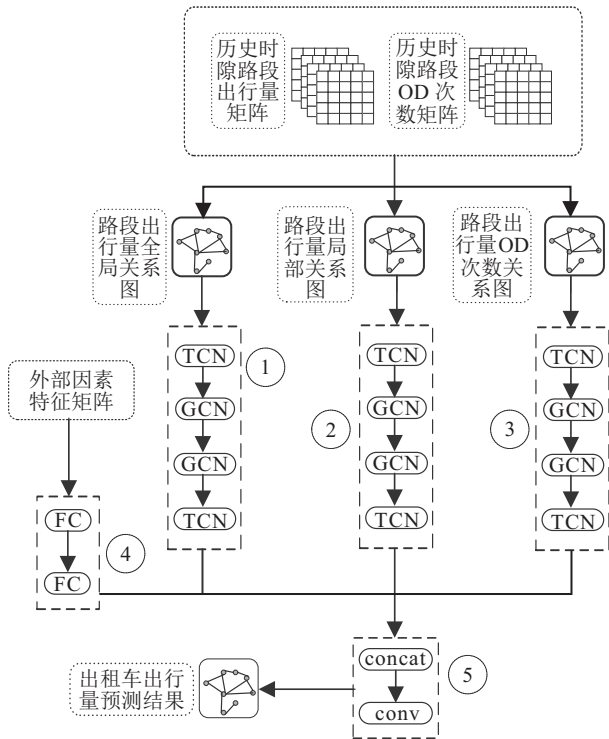 历史时
隙路段
出行量
矩阵
历史时
隙路段
OD 次
数矩阵
路段出
行量全
局关系
图
路段出
行量局
部关系
图
路段出
行量OD
次数关
系图
TCN
GCN
GCN
TCN
1
TCN
GCN
GCN
TCN
2
TCN
GCN
GCN
TCN
3
外部因素
特征矩阵
FC
FC
4
concat
conv
5
出租车出行
量预测结果